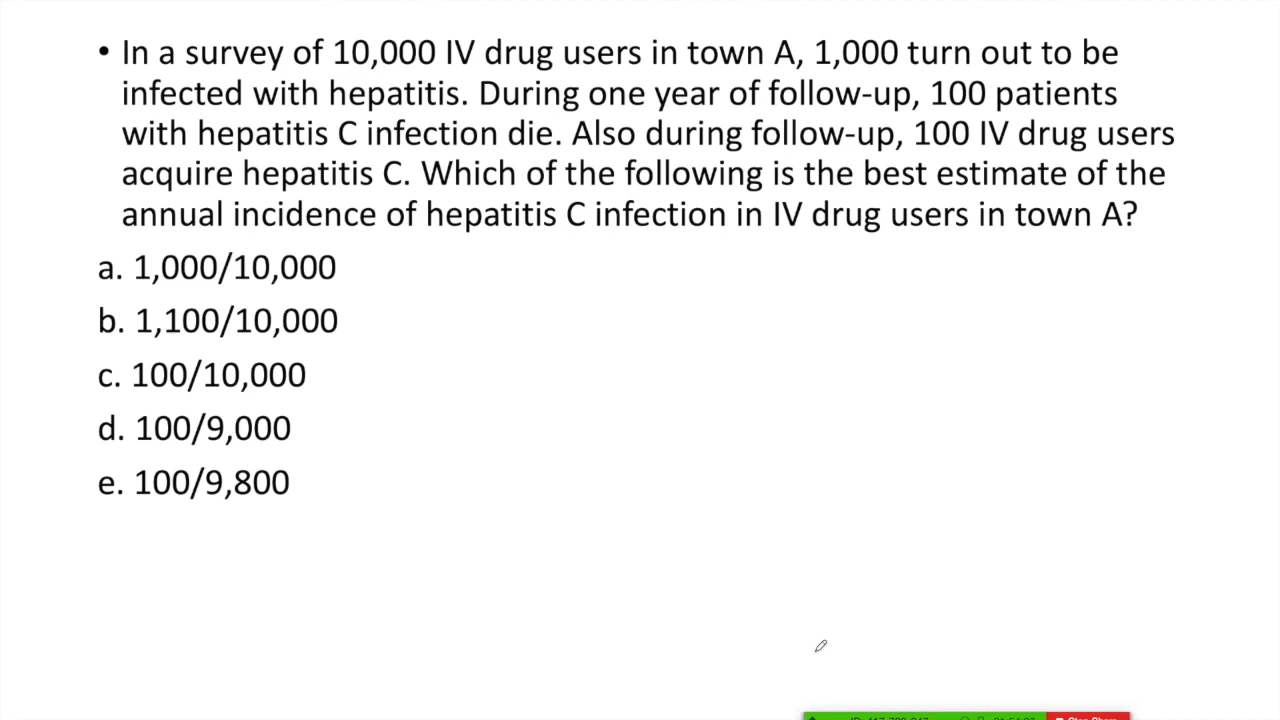 • In a survey of 10,000 IV drug users in town A, 1,000 turn out to be
infected with hepatitis. During one year of follow-up, 100 patients
with hepatitis C infection die. Also during follow-up, 100 IV drug users
acquire hepatitis C. Which of the following is the best estimate of the
annual incidence of hepatitis C infection in IV drug users in town A?
a. 1,000/10,000
b. 1,100/10,000
c. 100/10,000
d. 100/9,000
e. 100/9,800